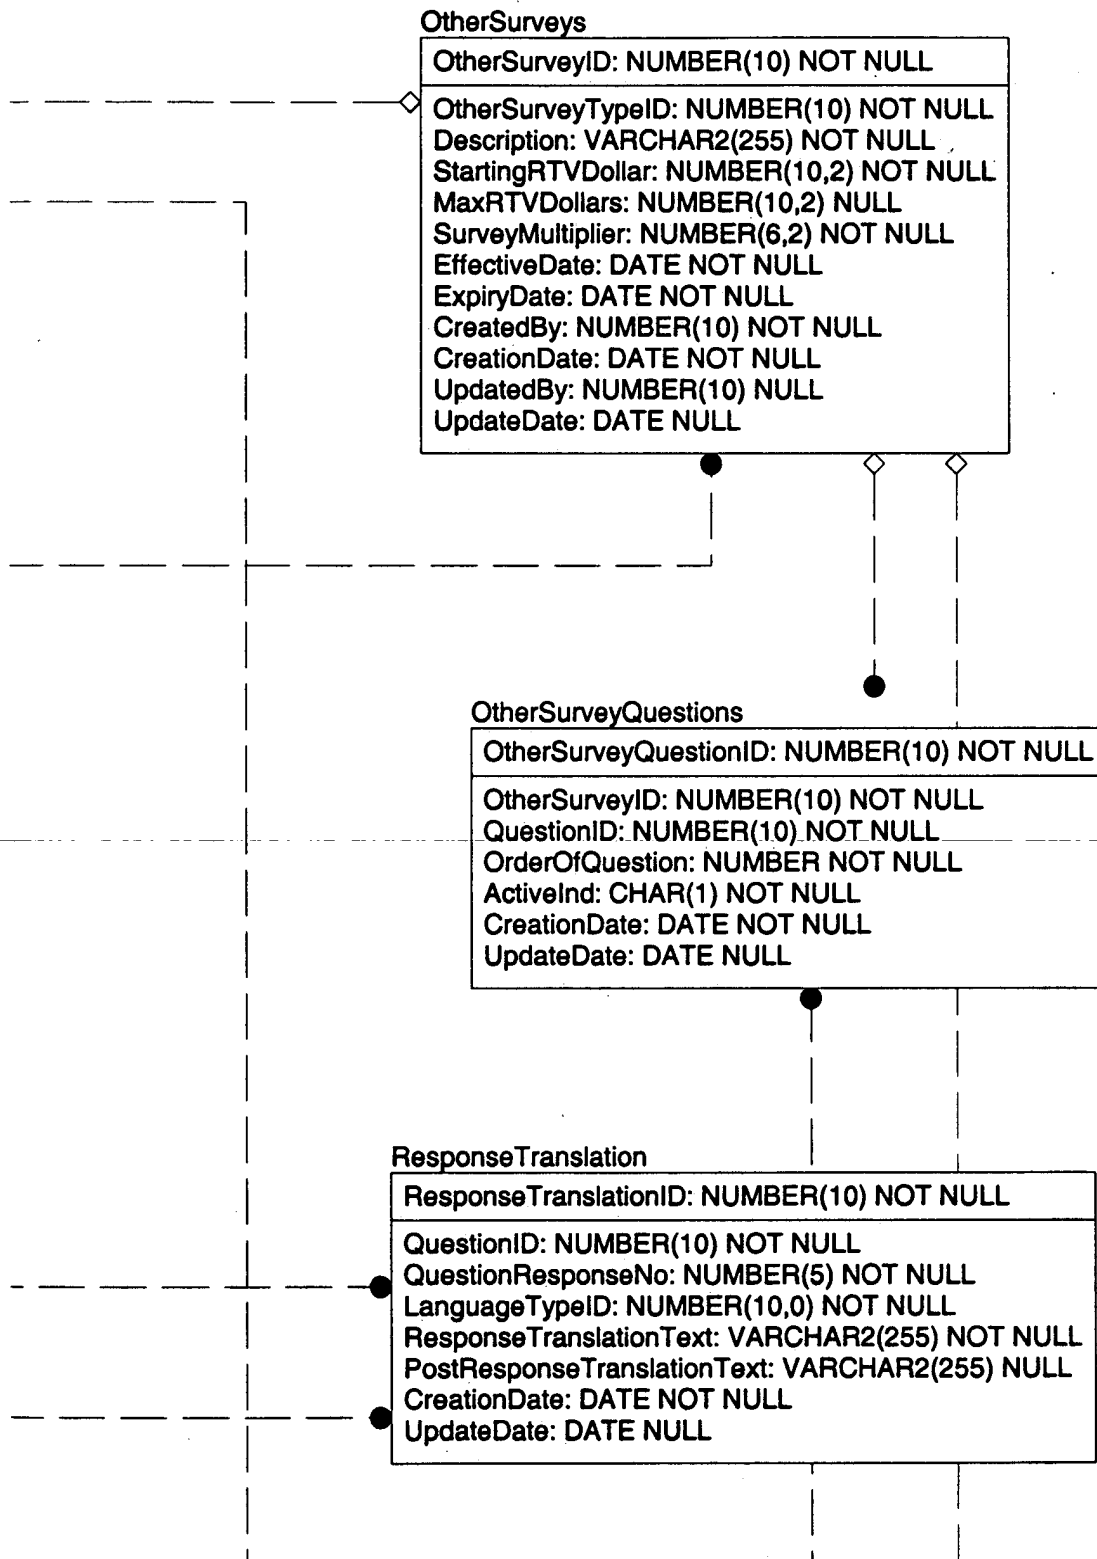 OtherSurveys
OtherSurveyID: NUMBER(10) NOT NULL
OtherSurveyTypeID: NUMBER(10) NOT NULL
Description: VARCHAR2(255) NOT NULL
StartingRTVDollar: NUMBER(10,2) NOT NULL
MaxRTVDollars: NUMBER(10,2) NULL
SurveyMultiplier: NUMBER(6,2) NOT NULL
EffectiveDate: DATE NOT NULL
ExpiryDate: DATE NOT NULL
CreatedBy: NUMBER(10) NOT NULL
CreationDate: DATE NOT NULL
UpdatedBy: NUMBER(10) NULL
UpdateDate: DATE NULL
OtherSurveyQuestions
OtherSurveyQuestionID: NUMBER(10) NOT NULL
OtherSurveyID: NUMBER(10) NOT NULL
QuestionID: NUMBER(10) NOT NULL
OrderOfQuestion: NUMBER NOT NULL
ActiveInd: CHAR(1) NOT NULL
CreationDate: DATE NOT NULL
UpdateDate: DATE NULL
ResponseTranslation
ResponseTranslationID: NUMBER(10) NOT NULL
QuestionID: NUMBER(10) NOT NULL
QuestionResponseNo: NUMBER(5) NOT NULL
LanguageTypeID: NUMBER(10,0) NOT NULL
ResponseTranslationText: VARCHAR2(255) NOT NULL
PostResponseTranslationText: VARCHAR2(255) NULL
CreationDate: DATE NOT NULL
UpdateDate: DATE NULL